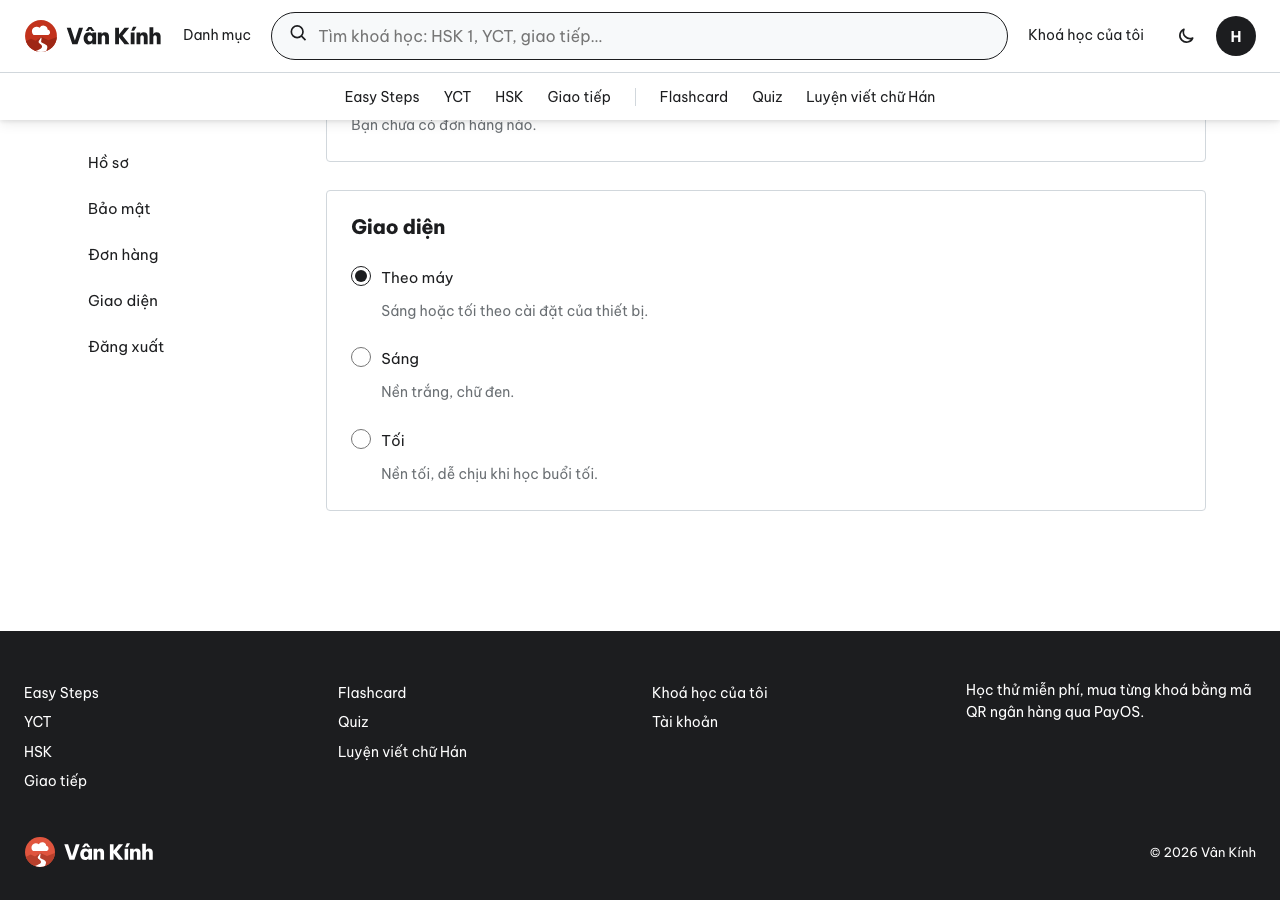 Vân Kính
Danh mục
Tìm khoá học: HSK 1, YCT, giao tiếp...
Khoá học của tôi
H
Easy Steps
YCT
HSK
Giao tiếp
Flashcard
Quiz
Luyện viết chữ Hán
Bạn chưa có đơn hàng nào.
Hồ sơ
Bảo mật
Đơn hàng
Giao diện
Đăng xuất
Giao diện
Theo máy
Sáng hoặc tối theo cài đặt của thiết bị.
Sáng
Nền trắng, chữ đen.
Tối
Nền tối, dễ chịu khi học buổi tối.
Easy Steps
YCT
HSK
Giao tiếp
Flashcard
Quiz
Luyện viết chữ Hán
Khoá học của tôi
Tài khoản
Học thử miễn phí, mua từng khoá bằng mã
QR ngân hàng qua PayOS.
Vân Kính
© 2026 Vân Kính